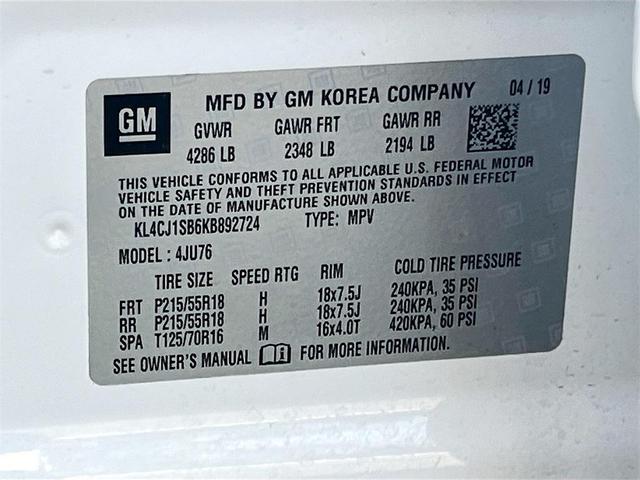 GM
MFD BY GM KOREA COMPANY 04 / 19
GVWR GAWR FRT GAWR RR
4286 LB 2348 LB 2194 LB
THIS VEHICLE CONFORMS TO ALL APPLICABLE U.S. FEDERAL MOTOR
VEHICLE SAFETY AND THEFT PREVENTION STANDARDS IN EFFECT
ON THE DATE OF MANUFACTURE SHOWN ABOVE.
KL4CJ1SB6KB892724 TYPE: MPV
MODEL: 4JU76
TIRE SIZE SPEED RTG RIM COLD TIRE PRESSURE
FRT P215/55R18 H 18x7.5J 240KPA, 35 PSI
RR P215/55R18 H 18x7.5J 240KPA, 35 PSI
SPA T125/70R16 M 16x4.0T 420KPA, 60 PSI
SEE OWNER'S MANUAL FOR MORE INFORMATION.